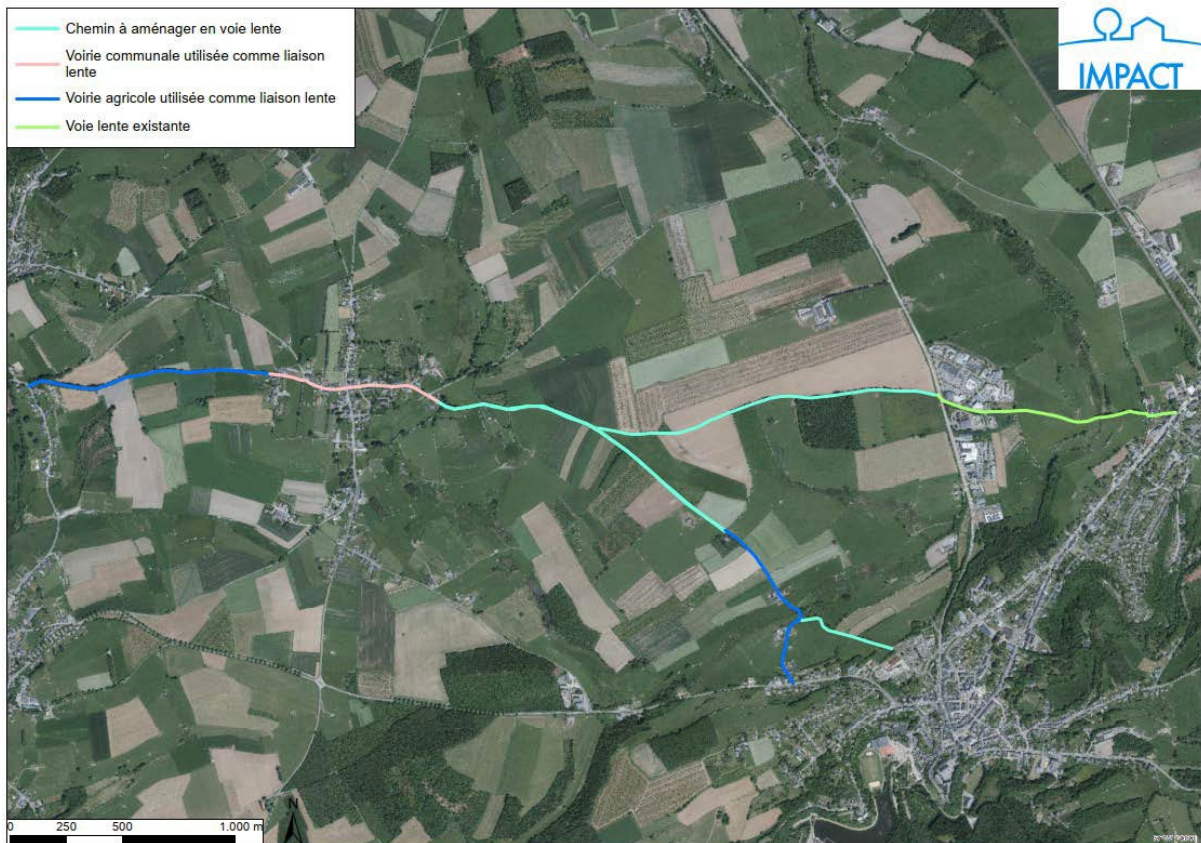 Chemin à aménager en voie lente
Voirie communale utilisée comme liaison
lente
Voirie agricole utilisée comme liaison lente
Voie lente existante
IMPACT
N
0 250 500 1.000 m